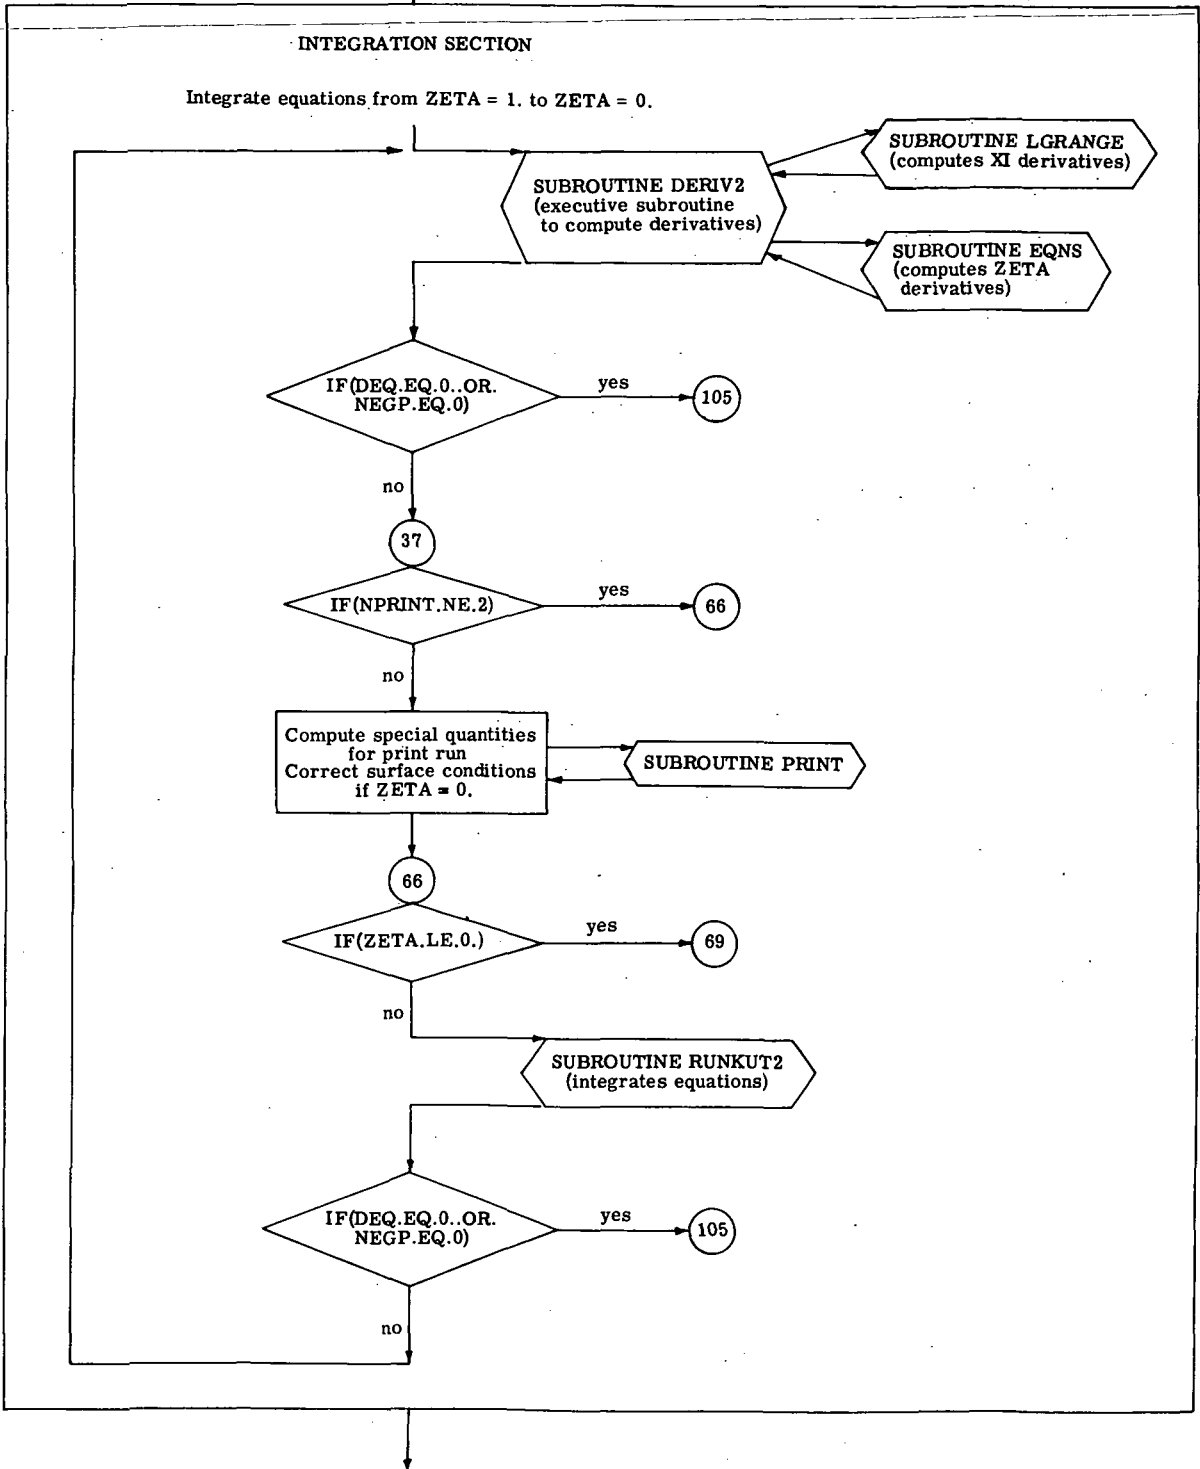 INTEGRATION SECTION
Integrate equations from ZETA = 1. to ZETA = 0.
SUBROUTINE LGRANGE
(computes XI derivatives)
SUBROUTINE DERIV2
(executive subroutine
to compute derivatives)
SUBROUTINE EQNS
(computes ZETA
derivatives)
IF(DEQ.EQ.0..OR.
NEGP.EQ.0)
yes
105
no
37
IF(NPRINT.NE.2)
yes
66
no
Compute special quantities
for print run
Correct surface conditions
if ZETA = 0.
SUBROUTINE PRINT
66
IF(ZETA.LE.0.)
yes
69
no
SUBROUTINE RUNKUT2
(integrates equations)
IF(DEQ.EQ.0..OR.
NEGP.EQ.0)
yes
105
no